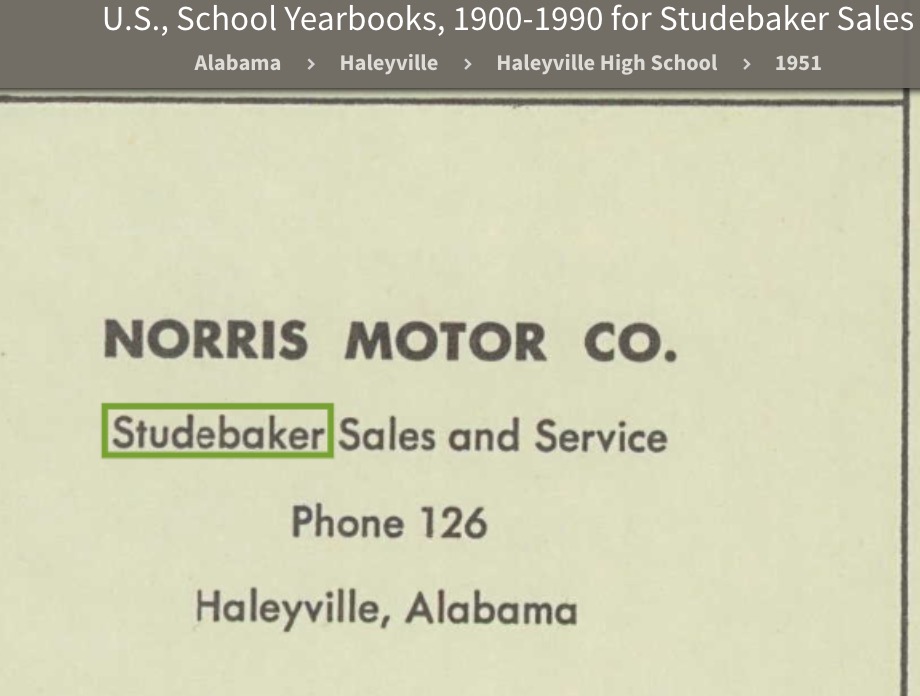 U.S., School Yearbooks, 1900-1990 for Studebaker Sales
Alabama > Haleyville > Haleyville High School > 1951
NORRIS MOTOR CO.
Studebaker Sales and Service
Phone 126
Haleyville, Alabama